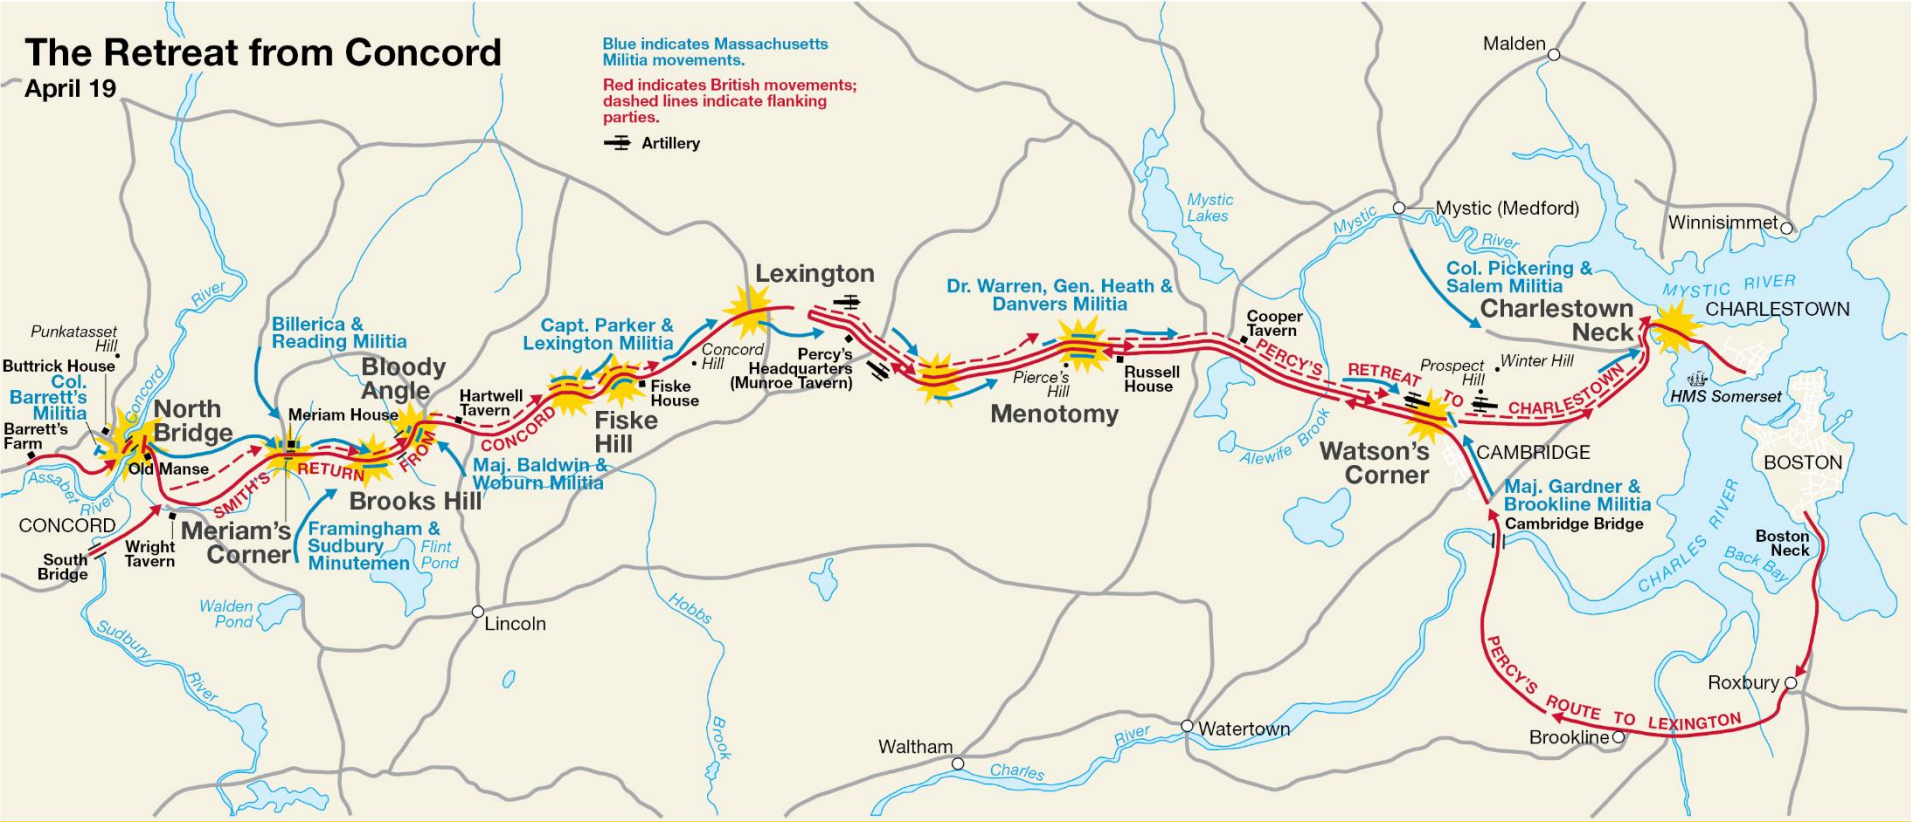 The Retreat from Concord
April 19
Blue indicates Massachusetts
Militia movements.
Red indicates British movements;
dashed lines indicate flanking
parties.
Artillery
Malden
Mystic
Lakes
Mystic
River
Mystic (Medford)
Winnisimmet
Col. Pickering &
Salem Militia
MYSTIC RIVER
Charlestown
Neck
CHARLESTOWN
Lexington
Dr. Warren, Gen. Heath &
Danvers Militia
River
Punkatasset
Hill
Buttrick House
Col.
Barrett's
Militia
Barrett's
Farm
Concord
North
Bridge
Old Manse
Assabet
River
CONCORD
South
Bridge
Wright
Tavern
Billerica &
Reading Militia
Bloody
Angle
Meriam House
Hartwell
Tavern
Capt. Parker &
Lexington Militia
Concord
Hill
Fiske
House
Fiske
Hill
SMITH'S
RETURN
FROM
CONCORD
Maj. Baldwin &
Woburn Militia
Brooks Hill
Meriam's
Corner
Framingham &
Sudbury
Minutemen
Flint
Pond
Walden
Pond
Sudbury
River
Lincoln
Hobbs
Brook
Percy's
Headquarters
(Munroe Tavern)
Pierce's
Hill
Menotomy
Russell
House
Cooper
Tavern
PERCY'S
RETREAT
TO
CHARLESTOWN
Prospect
Hill
Winter Hill
HMS Somerset
Alewife
Brook
Watson's
Corner
CAMBRIDGE
Maj. Gardner &
Brookline Militia
Cambridge Bridge
BOSTON
CHARLES RIVER
Back Bay
Boston
Neck
Roxbury
PERCY'S ROUTE TO LEXINGTON
Brookline
Watertown
Waltham
Charles
River